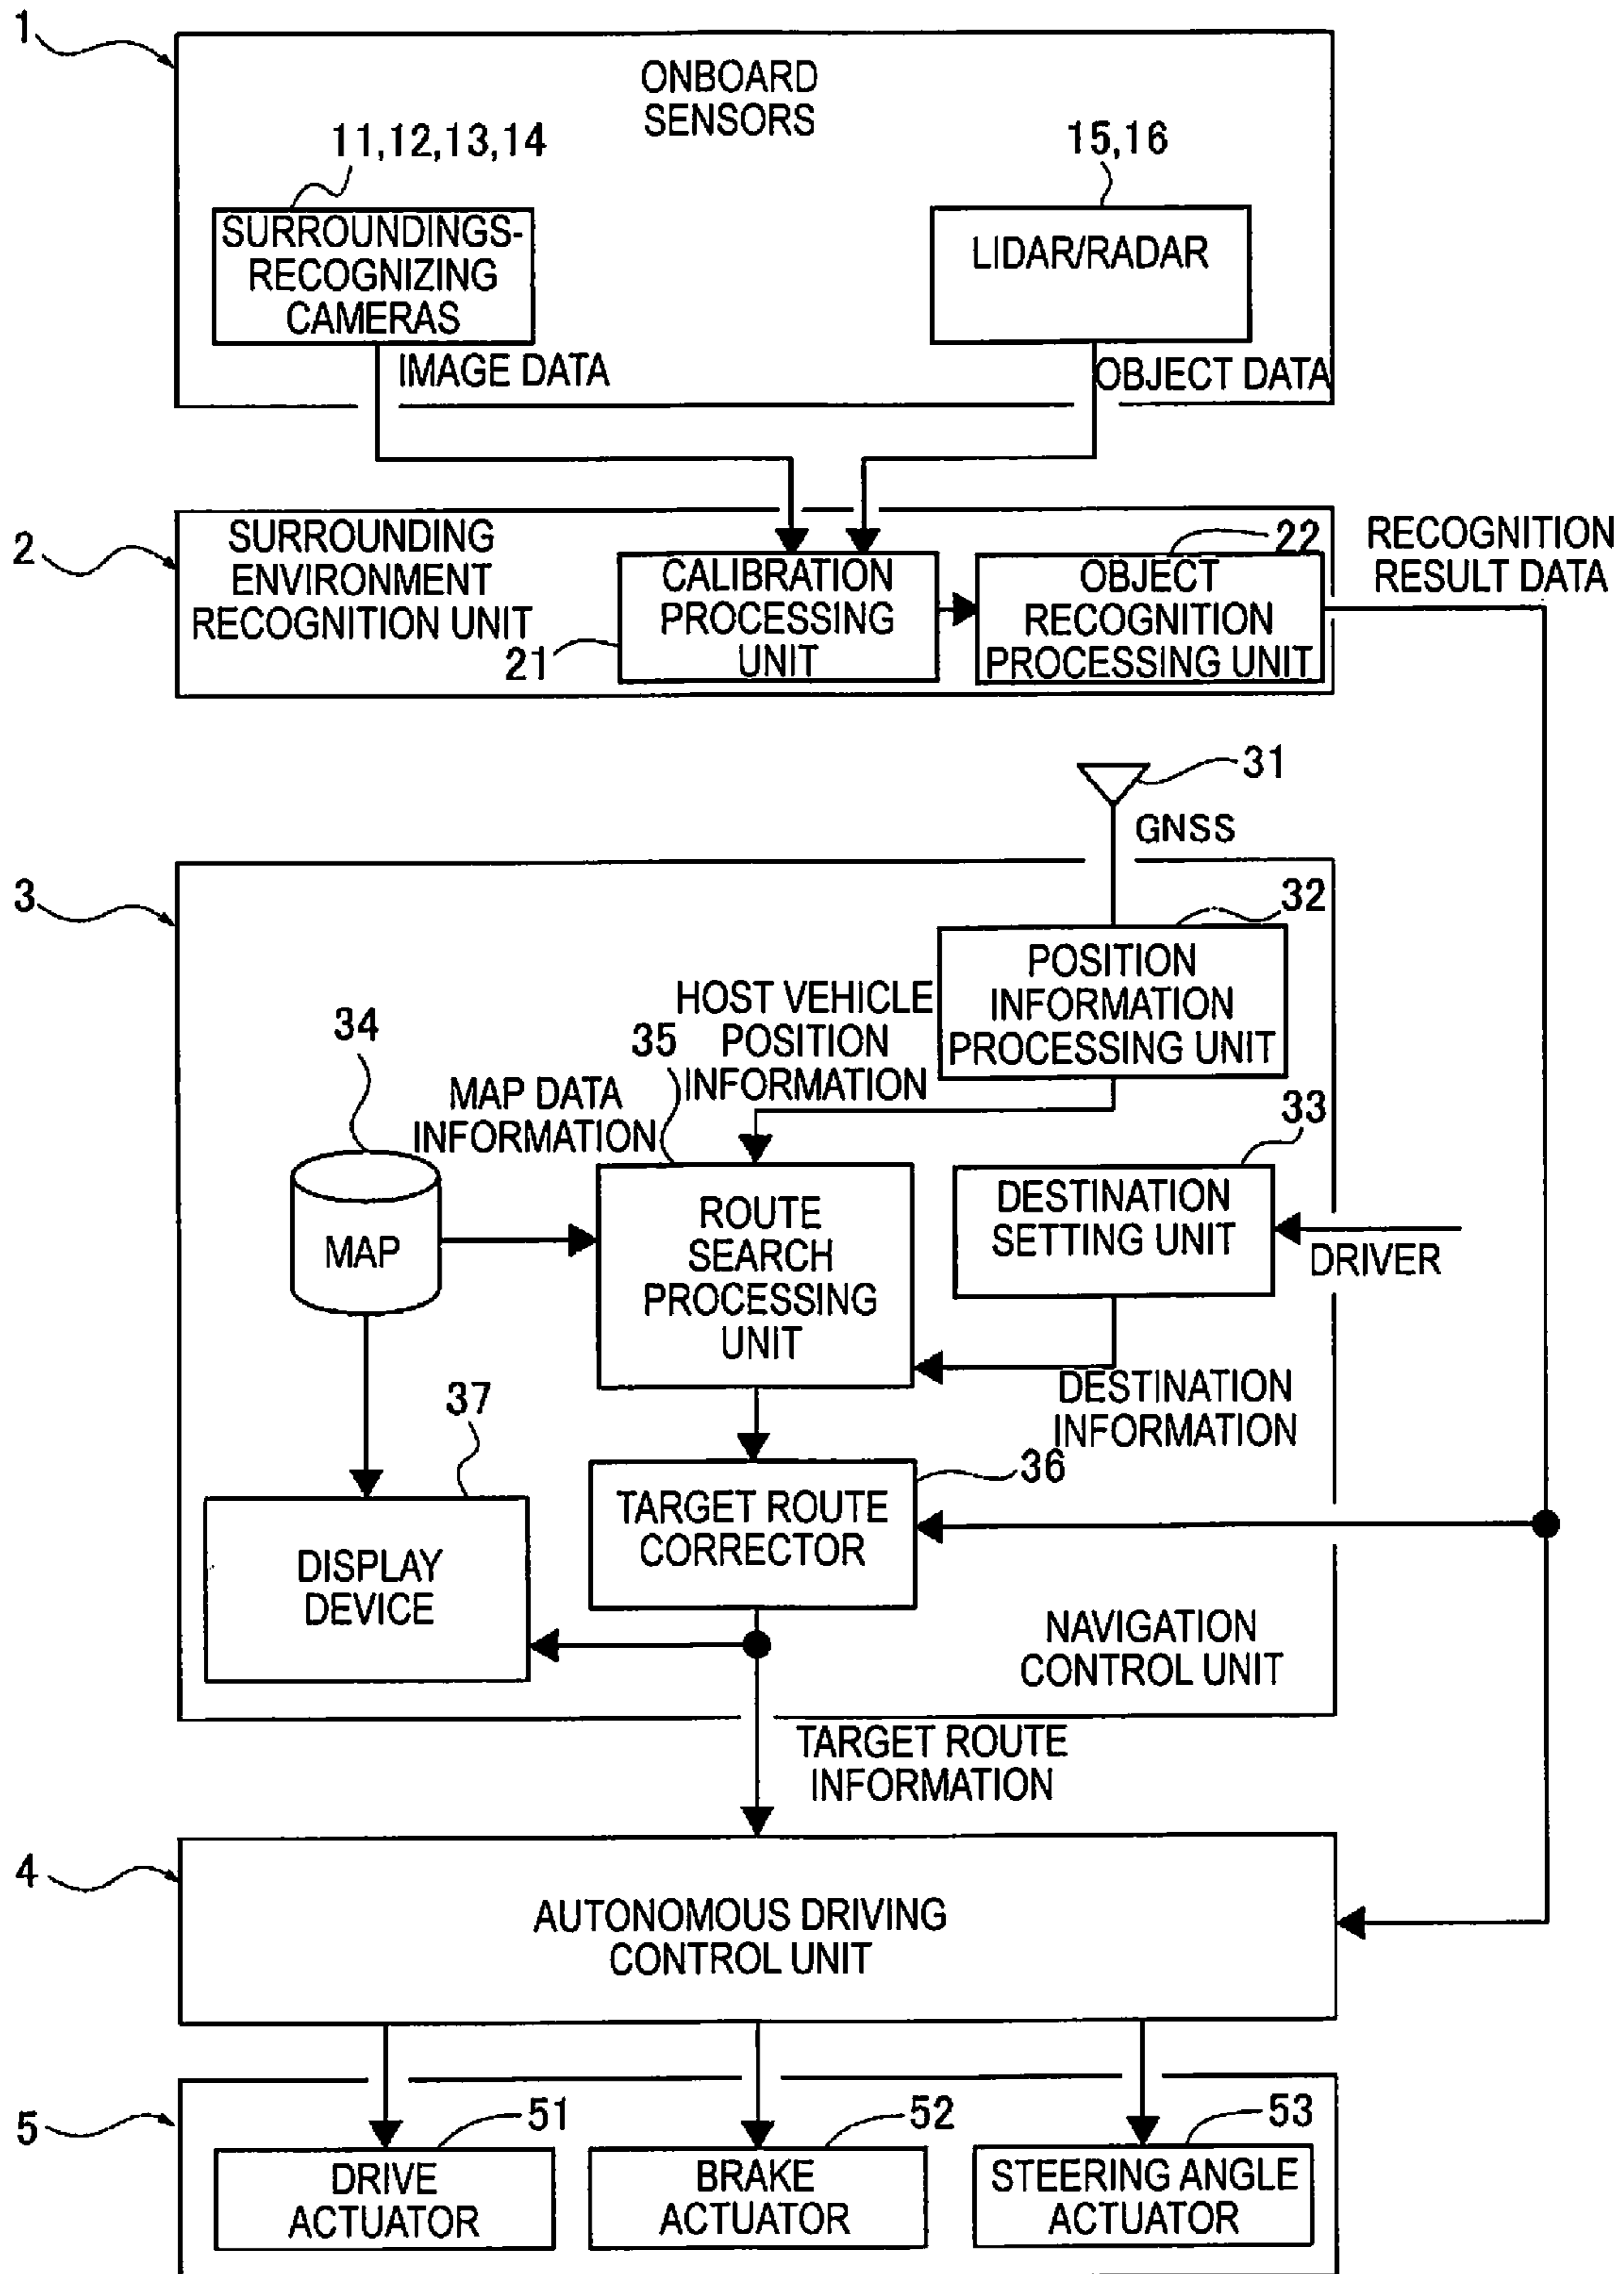 1
ONBOARD
SENSORS
11,12,13,14
15,16
SURROUNDINGS-
RECOGNIZING
CAMERAS
LIDAR/RADAR
IMAGE DATA
OBJECT DATA
2
SURROUNDING
ENVIRONMENT
RECOGNITION UNIT
21
CALIBRATION
PROCESSING
UNIT
22
OBJECT
RECOGNITION
PROCESSING UNIT
RECOGNITION
RESULT DATA
31
GNSS
3
32
POSITION
INFORMATION
PROCESSING UNIT
HOST VEHICLE
POSITION
INFORMATION
34
35
MAP DATA
INFORMATION
33
MAP
ROUTE
SEARCH
PROCESSING
UNIT
DESTINATION
SETTING UNIT
DRIVER
DESTINATION
INFORMATION
37
36
TARGET ROUTE
CORRECTOR
DISPLAY
DEVICE
NAVIGATION
CONTROL UNIT
TARGET ROUTE
INFORMATION
4
AUTONOMOUS DRIVING
CONTROL UNIT
5
51
52
53
DRIVE
ACTUATOR
BRAKE
ACTUATOR
STEERING ANGLE
ACTUATOR